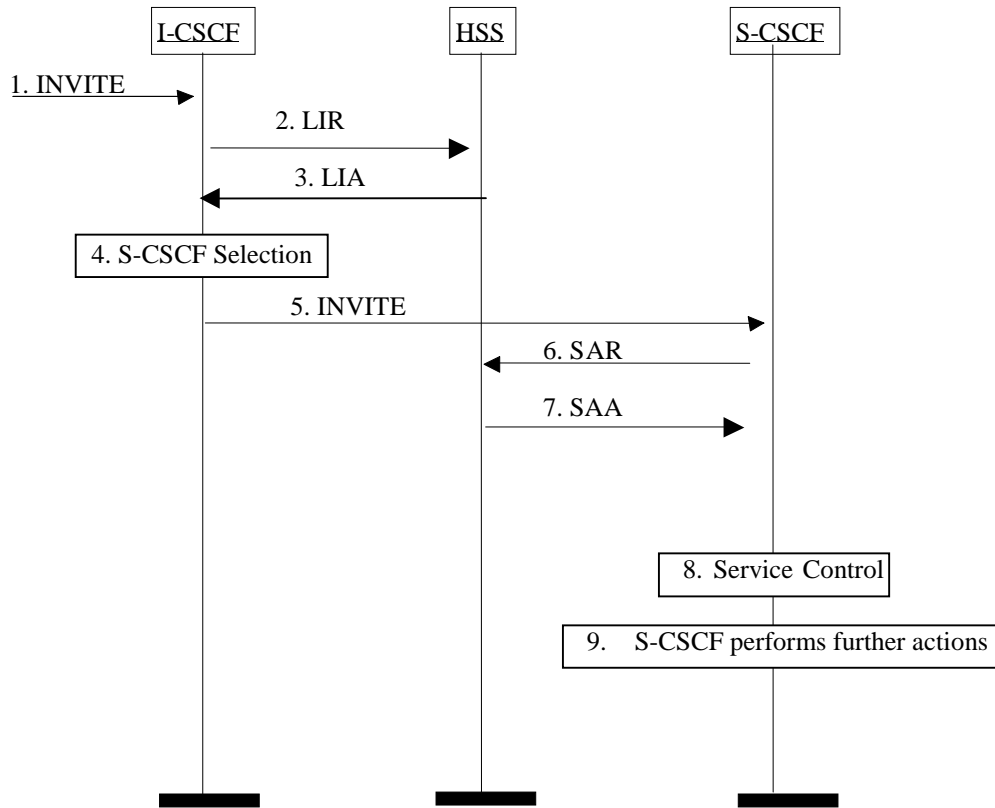 I-CSCF
HSS
S-CSCF
1. INVITE
2. LIR
3. LIA
4. S-CSCF Selection
5. INVITE
6. SAR
7. SAA
8. Service Control
9. S-CSCF performs further actions